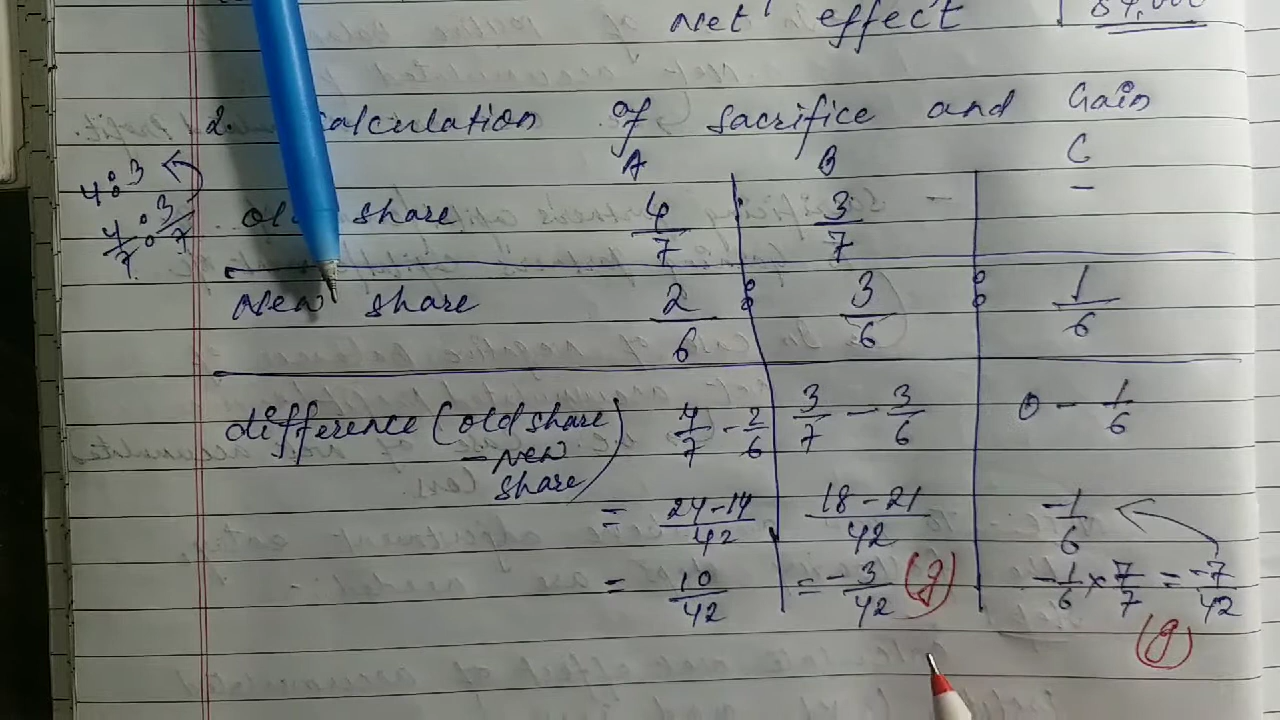 Net effect 84,000
2. Calculation of Sacrifice and Gain
A B C
4:3
4/7 : 3/7
Old share 4/7 : 3/7 -
New share 2/6 : 3/6 : 1/6
difference (old share - New share) 4/7 - 2/6 3/7 - 3/6 0 - 1/6
= 24-14/42 18-21/42 -1/6
= 10/42 = -3/42 (g) -1/6 × 7/7 = -7/42
(g)